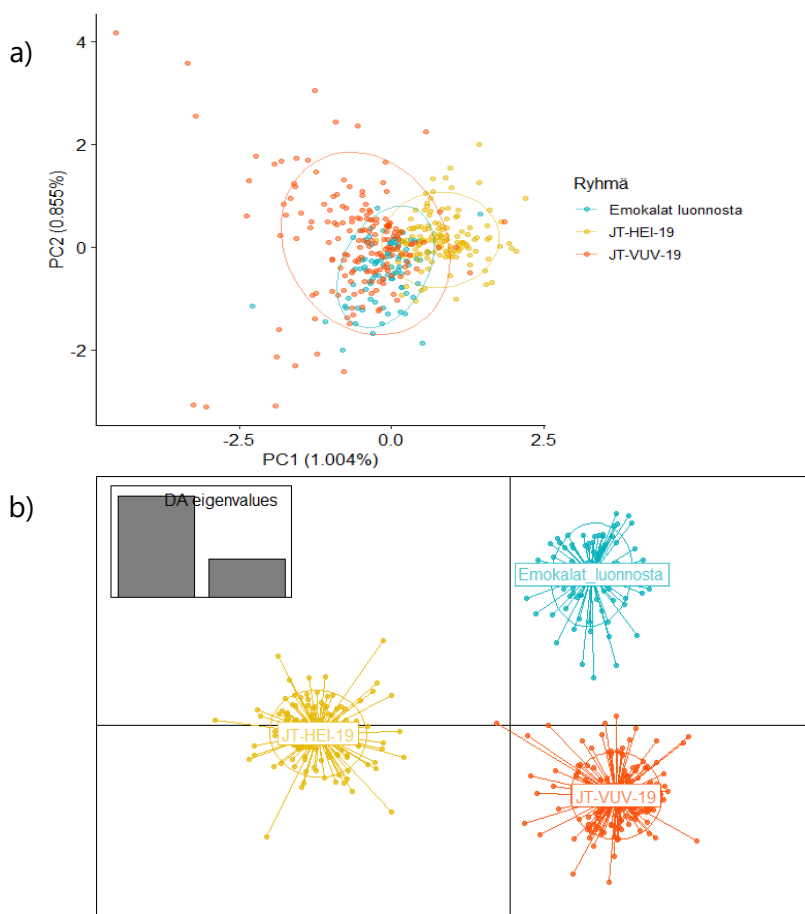 a)
4
2
0
-2
PC2 (0.855%)
-2.5
0.0
2.5
PC1 (1.004%)
Ryhmä
Emokalat luonnosta
JT-HEI-19
JT-VUV-19
b)
DA eigenvalues
Emokalat_luonnosta
JT-HEI-19
JT-VUV-19